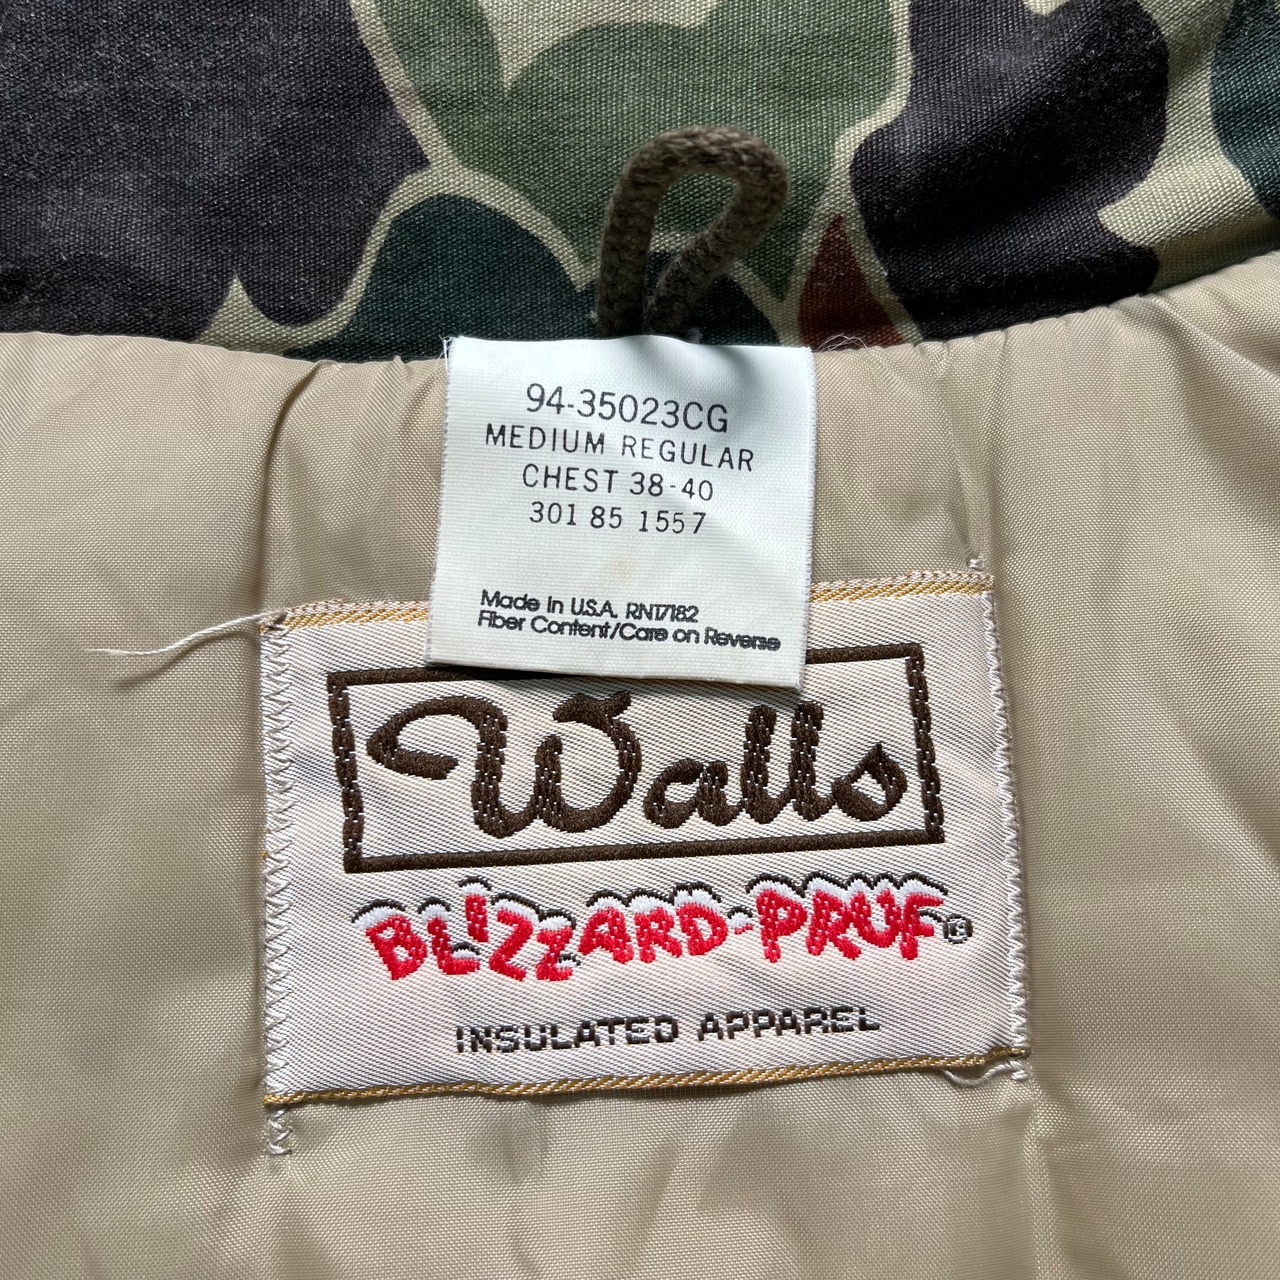 94-35023CG
MEDIUM REGULAR
CHEST 38-40
301 85 1557
Made In U.S.A. RN17182
Fiber Content/Care on Reverse
Walls
BLIZZARD-PRUF®
INSULATED APPAREL